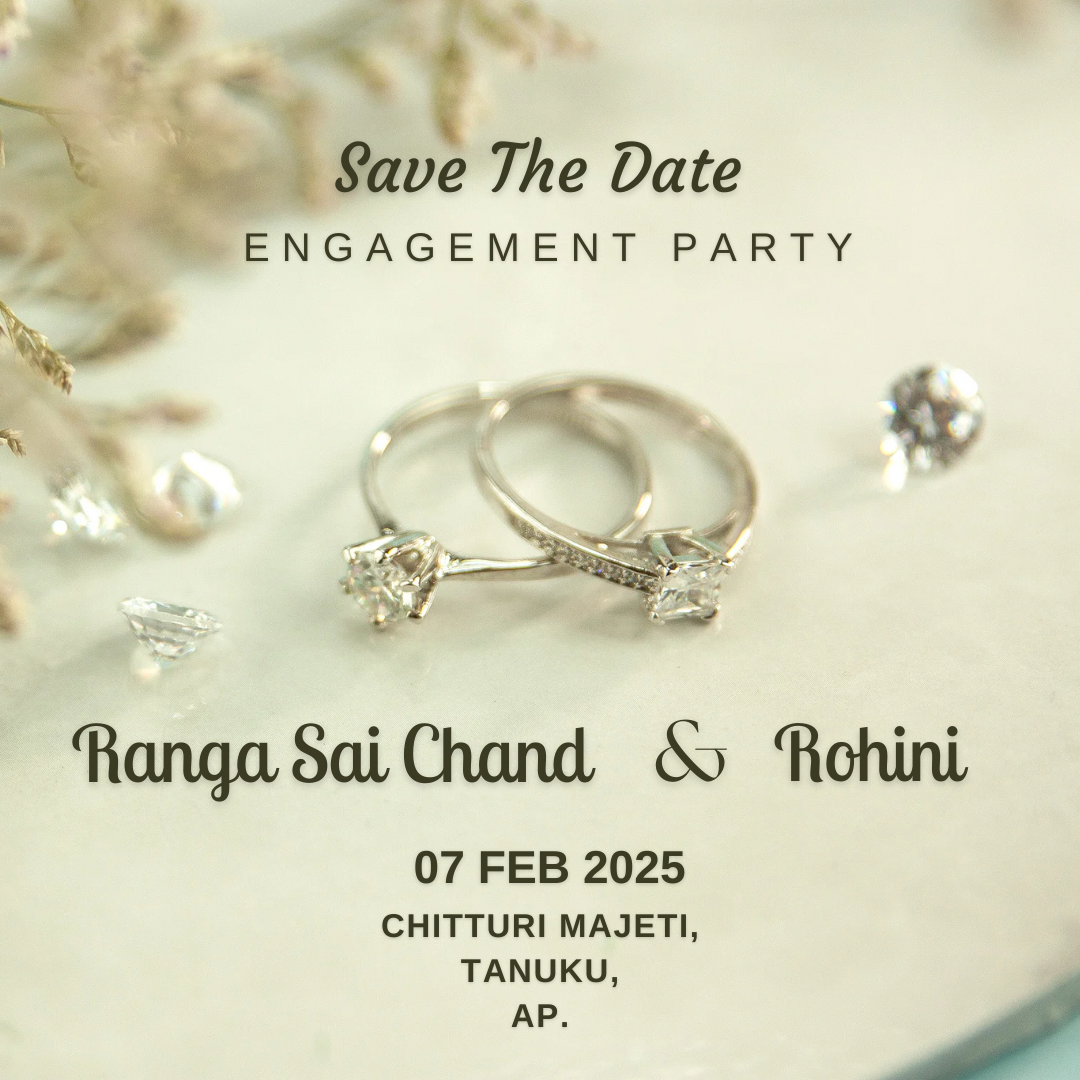 Save The Date
ENGAGEMENT PARTY
Ranga Sai Chand & Rohini
07 FEB 2025
CHITTURI MAJETI,
TANUKU,
AP.